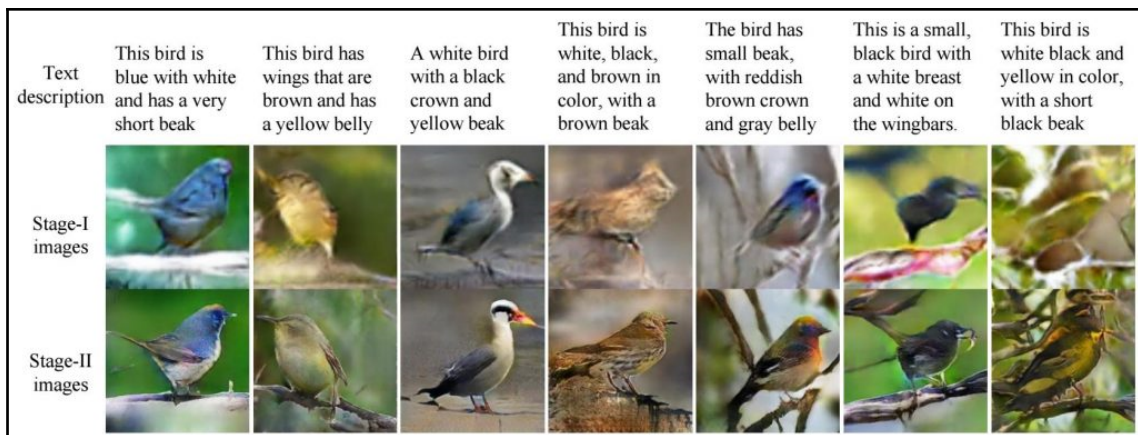 Text
description
This bird is
blue with white
and has a very
short beak
This bird has
wings that are
brown and has
a yellow belly
A white bird
with a black
crown and
yellow beak
This bird is
white, black,
and brown in
color, with a
brown beak
The bird has
small beak,
with reddish
brown crown
and gray belly
This is a small,
black bird with
a white breast
and white on
the wingbars.
This bird is
white black and
yellow in color,
with a short
black beak
Stage-I
images
Stage-II
images